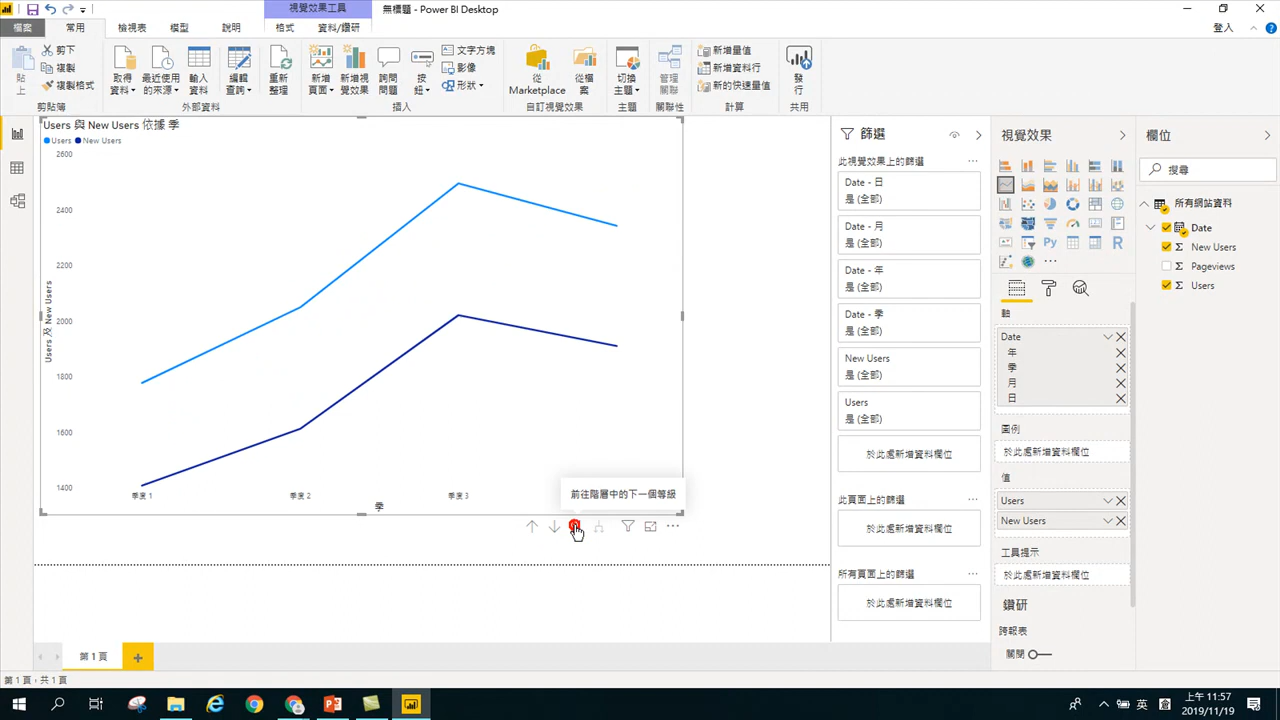 視覺效果工具
無標題 - Power BI Desktop
檔案
常用
檢視表
模型
說明
格式
資料/鑽研
登入
貼上
剪下
複製
複製格式
剪貼簿
取得資料
最近使用的來源
輸入資料
編輯查詢
重新整理
外部資料
新增頁面
新增視覺效果
詢問問題
按鈕
文字方塊
影像
形狀
插入
從 Marketplace
從檔案
自訂視覺效果
切換主題
主題
管理關聯
關聯性
新增量值
新增資料行
新的快速量值
計算
發行
共用
Users 與 New Users 依據 季
Users New Users
2600
2400
2200
2000
1800
1600
1400
Users 及 New Users
季度 1
季度 2
季度 3
季
前往階層中的下一個等級
篩選
此視覺效果上的篩選
Date - 日
是 (全部)
Date - 月
是 (全部)
Date - 年
是 (全部)
Date - 季
是 (全部)
New Users
是 (全部)
Users
是 (全部)
於此處新增資料欄位
此頁面上的篩選
於此處新增資料欄位
所有頁面上的篩選
於此處新增資料欄位
視覺效果
Py
R
軸
Date
年
季
月
日
圖例
於此處新增資料欄位
值
Users
New Users
工具提示
於此處新增資料欄位
鑽研
跨報表
關閉
欄位
搜尋
所有網站資料
Date
New Users
Pageviews
Users
第 1 頁
第 1 頁，共 1 頁
英
上午 11:57
2019/11/19